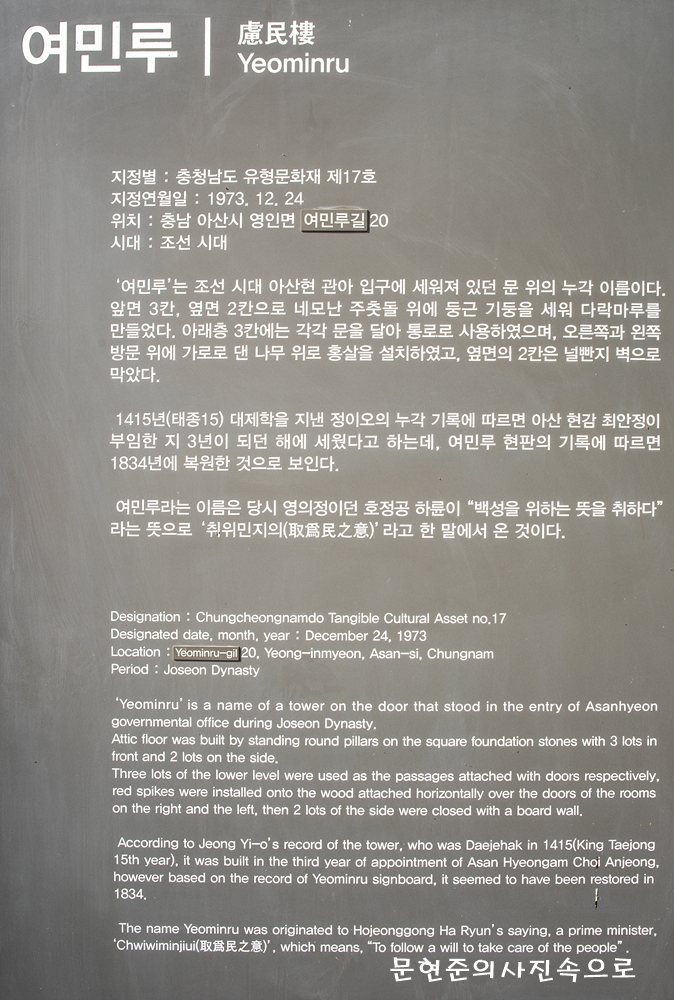 여민루 | 慮民樓
Yeominru
지정별 : 충청남도 유형문화재 제17호
지정연월일 : 1973. 12. 24
위치 : 충남 아산시 영인면 여민루길 20
시대 : 조선 시대
‘여민루’는 조선 시대 아산현 관아 입구에 세워져 있던 문 위의 누각 이름이다.
앞면 3칸, 옆면 2칸으로 네모난 주춧돌 위에 둥근 기둥을 세워 다락마루를
만들었다. 아래층 3칸에는 각각 문을 달아 통로로 사용하였으며, 오른쪽과 왼쪽
방문 위에 가로로 댄 나무 위로 홍살을 설치하였고, 옆면의 2칸은 널빤지 벽으로
막았다.
1415년(태종15) 대제학을 지낸 정이오의 누각 기록에 따르면 아산 현감 최안정이
부임한 지 3년이 되던 해에 세웠다고 하는데, 여민루 현판의 기록에 따르면
1834년에 복원한 것으로 보인다.
여민루라는 이름은 당시 영의정이던 호정공 하륜이 “백성을 위하는 뜻을 취하다”
라는 뜻으로 ‘취위민지의(取爲民之意)’라고 한 말에서 온 것이다.
Designation : Chungcheongnamdo Tangible Cultural Asset no.17
Designated date, month, year : December 24, 1973
Location : Yeominru-gil 20, Yeong-inmyeon, Asan-si, Chungnam
Period : Joseon Dynasty
‘Yeominru’ is a name of a tower on the door that stood in the entry of Asanhyeon
governmental office during Joseon Dynasty.
Attic floor was built by standing round pillars on the square foundation stones with 3 lots in
front and 2 lots on the side.
Three lots of the lower level were used as the passages attached with doors respectively,
red spikes were installed onto the wood attached horizontally over the doors of the rooms
on the right and the left, then 2 lots of the side were closed with a board wall.
According to Jeong Yi-o’s record of the tower, who was Daejehak in 1415(King Taejong
15th year), it was built in the third year of appointment of Asan Hyeongam Choi Anjeong,
however based on the record of Yeominru signboard, it seemed to have been restored in
1834.
The name Yeominru was originated to Hojeonggong Ha Ryun’s saying, a prime minister,
‘Chwiwiminjiui(取爲民之意)’, which means, “To follow a will to take care of the people”.
문현준의사진속으로